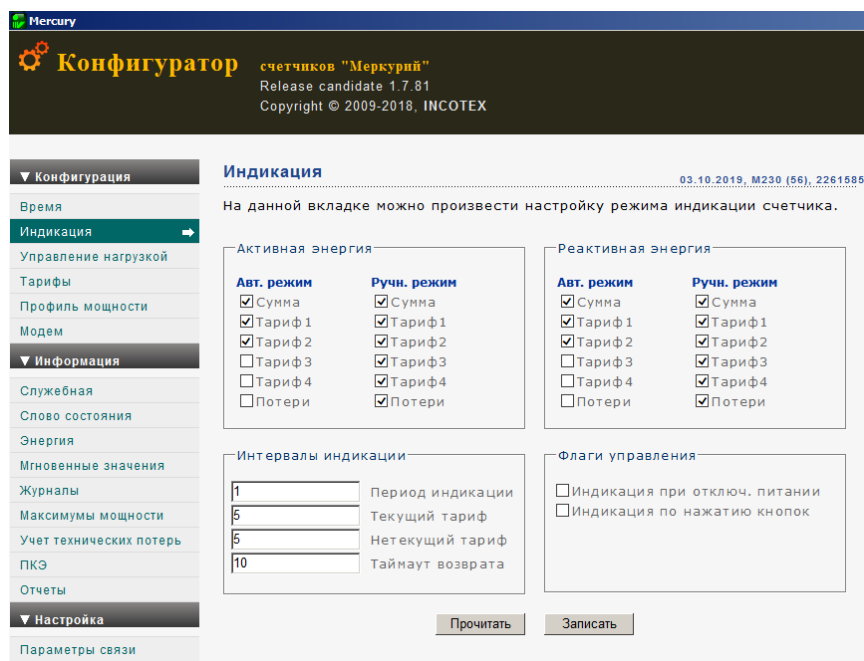 Mercury
Конфигуратор счетчиков "Меркурий"
Release candidate 1.7.81
Copyright © 2009-2018, INCOTEX
▼ Конфигурация
Время
Индикация
Управление нагрузкой
Тарифы
Профиль мощности
Модем
▼ Информация
Служебная
Слово состояния
Энергия
Мгновенные значения
Журналы
Максимумы мощности
Учет технических потерь
ПКЭ
Отчеты
▼ Настройка
Параметры связи
Индикация
03.10.2019, M230 (56), 2261585
На данной вкладке можно произвести настройку режима индикации счетчика.
Активная энергия
Авт. режим Ручн. режим
Сумма Сумма
Тариф1 Тариф1
Тариф2 Тариф2
Тариф3 Тариф3
Тариф4 Тариф4
Потери Потери
Реактивная энергия
Авт. режим Ручн. режим
Сумма Сумма
Тариф1 Тариф1
Тариф2 Тариф2
Тариф3 Тариф3
Тариф4 Тариф4
Потери Потери
Интервалы индикации
1 Период индикации
5 Текущий тариф
5 Нетекущий тариф
10 Таймаут возврата
Флаги управления
Индикация при отключ. питании
Индикация по нажатию кнопок
Прочитать Записать